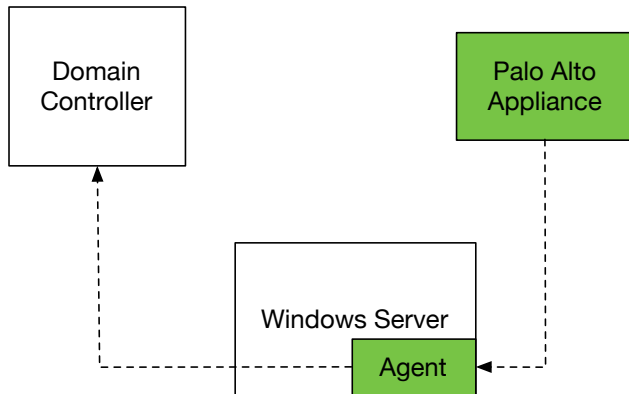 Domain
Controller
Palo Alto
Appliance
Windows Server
Agent